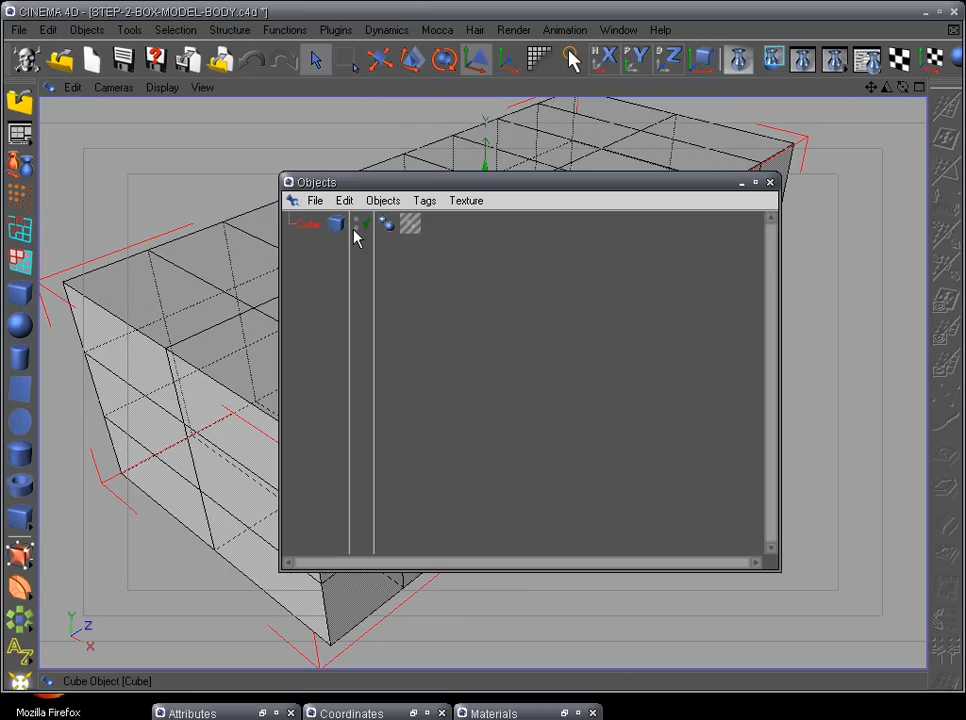 CINEMA 4D - [STEP-2-BOX-MODEL-BODY.c4d *]
File Edit Objects Tools Selection Structure Functions Plugins Dynamics Mocca Hair Render Animation Window Help
X Y Z
Edit Cameras Display View
Y
Objects
File Edit Objects Tags Texture
Cube
Y
Z
X
Cube Object [Cube]
Mozilla Firefox Attributes Coordinates Materials